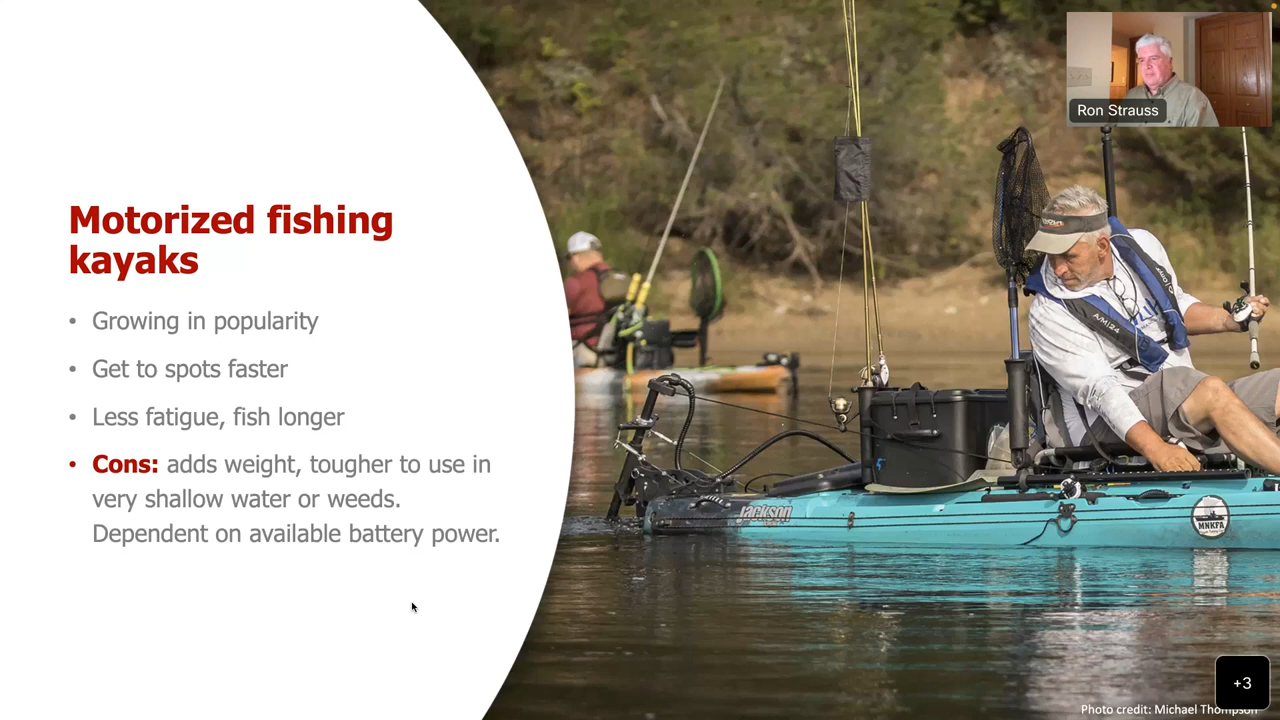 Motorized fishing
kayaks
• Growing in popularity
• Get to spots faster
• Less fatigue, fish longer
• Cons: adds weight, tougher to use in
very shallow water or weeds.
Dependent on available battery power.
Ron Strauss
A/M|24
Jackson
MNKFA
+3
Photo credit: Michael Thompson